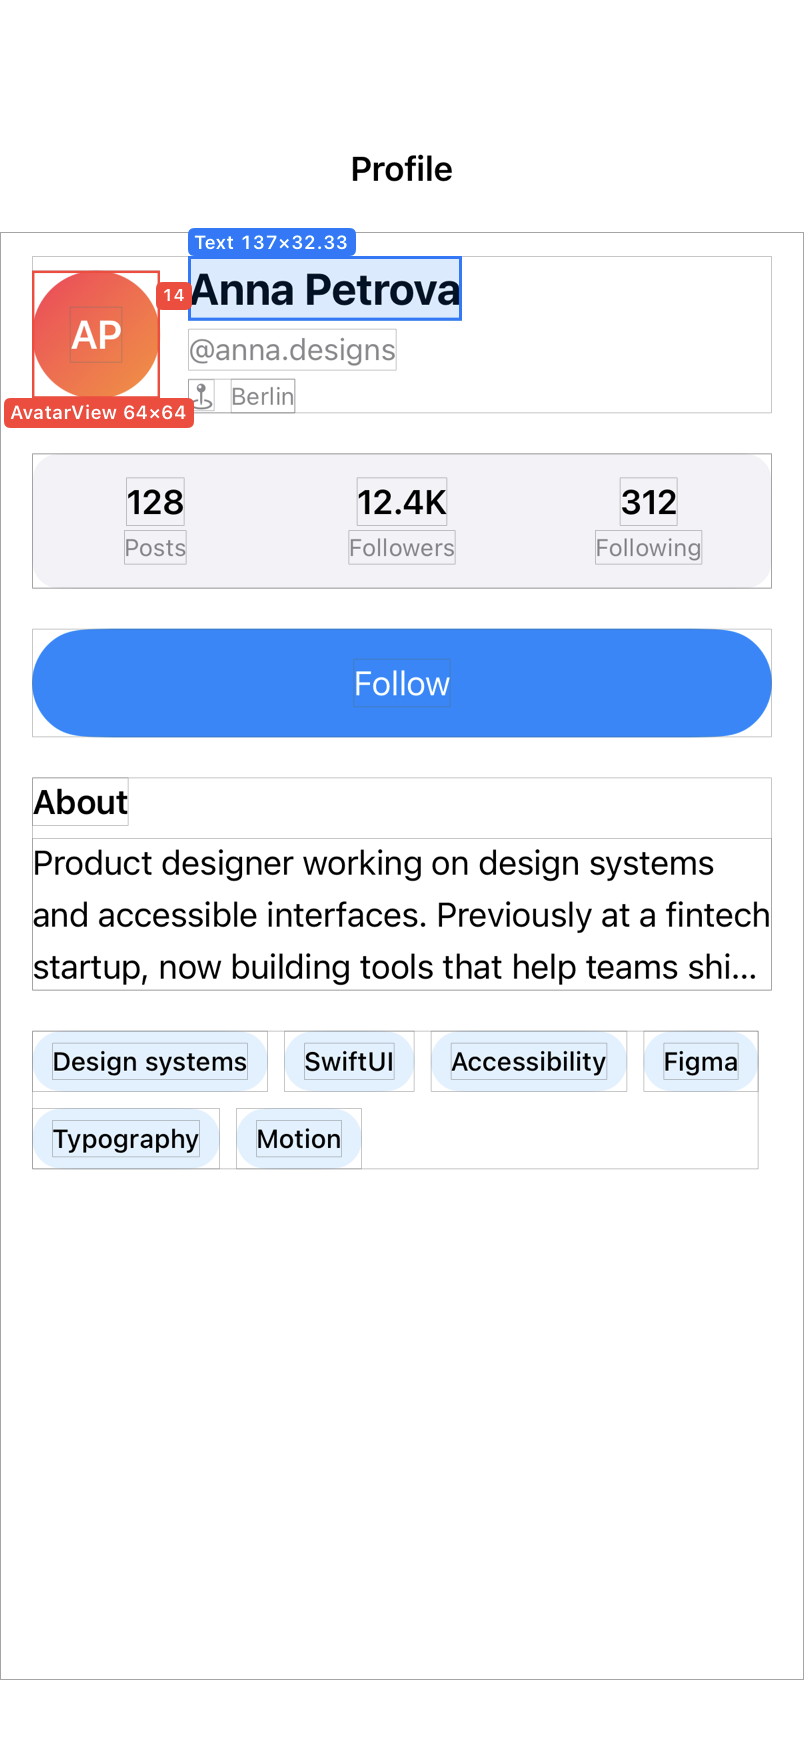 Profile
Text 137×32.33
Anna Petrova
14
AP
@anna.designs
Berlin
AvatarView 64×64
128
Posts
12.4K
Followers
312
Following
Follow
About
Product designer working on design systems
and accessible interfaces. Previously at a fintech
startup, now building tools that help teams shi...
Design systems
SwiftUI
Accessibility
Figma
Typography
Motion